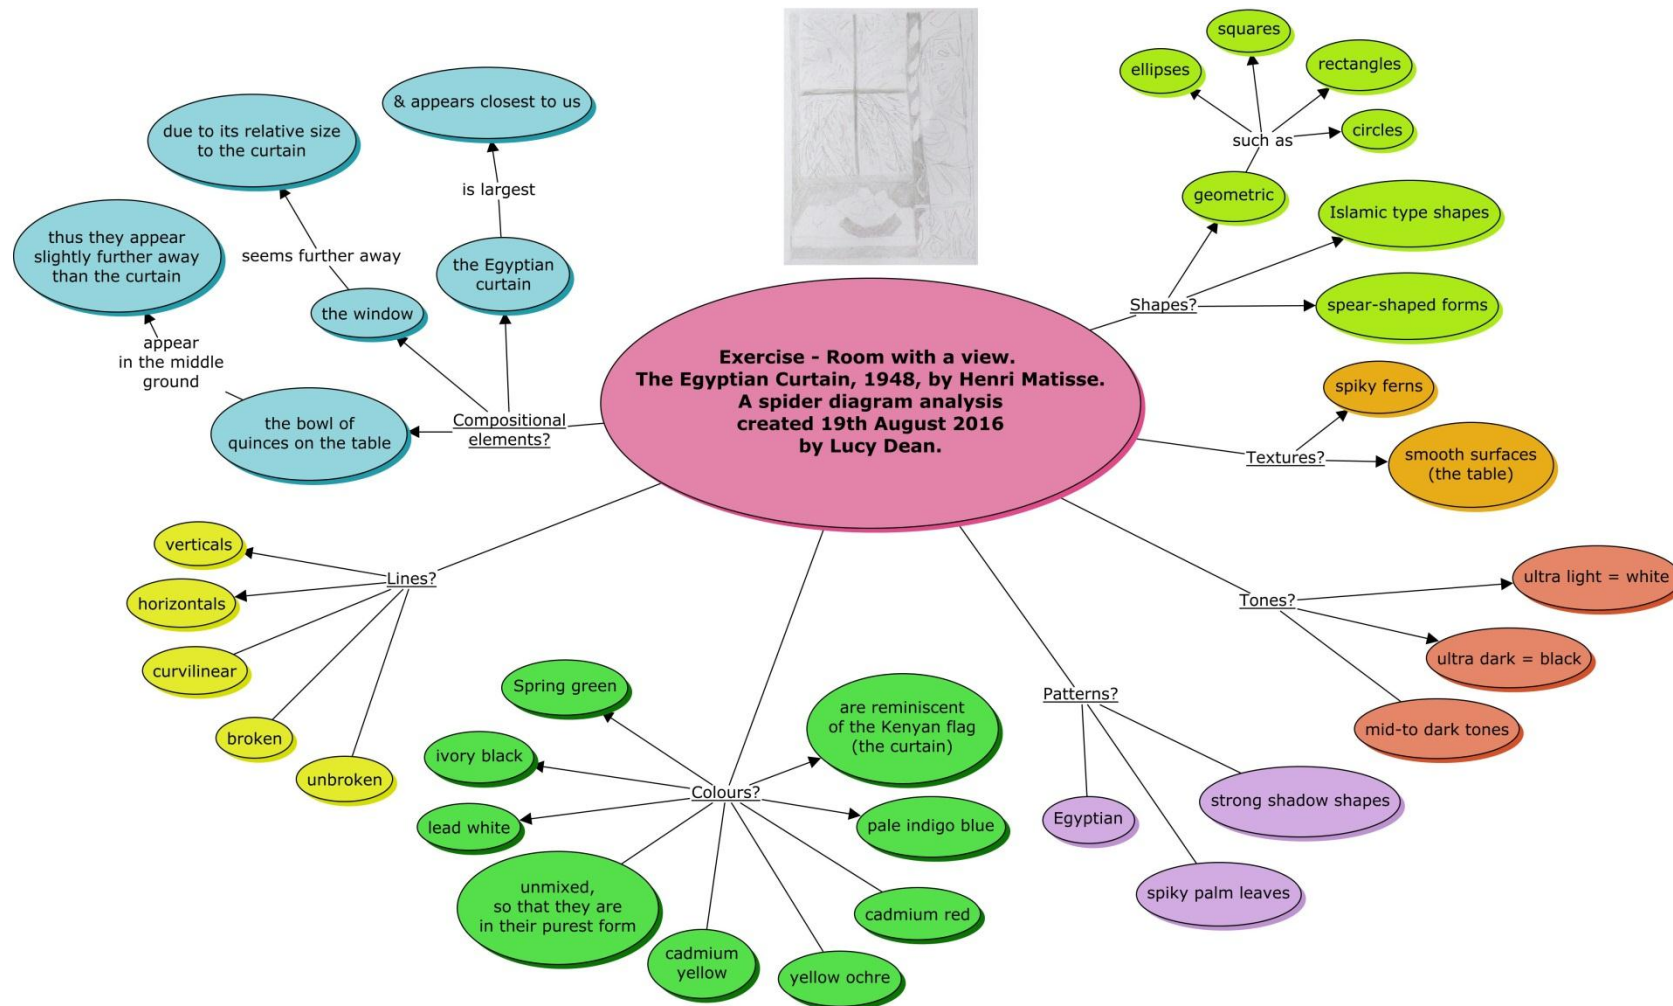 Exercise - Room with a view.
The Egyptian Curtain, 1948, by Henri Matisse.
A spider diagram analysis
created 19th August 2016
by Lucy Dean.
Compositional
elements?
the Egyptian
curtain
is largest
& appears closest to us
the window
seems further away
due to its relative size
to the curtain
the bowl of
quinces on the table
appear
in the middle
ground
thus they appear
slightly further away
than the curtain
Shapes?
geometric
such as
ellipses
squares
rectangles
circles
Islamic type shapes
spear-shaped forms
Textures?
spiky ferns
smooth surfaces
(the table)
Tones?
ultra light = white
ultra dark = black
mid-to dark tones
Patterns?
strong shadow shapes
Egyptian
spiky palm leaves
Colours?
Spring green
ivory black
lead white
unmixed,
so that they are
in their purest form
cadmium
yellow
yellow ochre
cadmium red
pale indigo blue
are reminiscent
of the Kenyan flag
(the curtain)
Lines?
verticals
horizontals
curvilinear
broken
unbroken